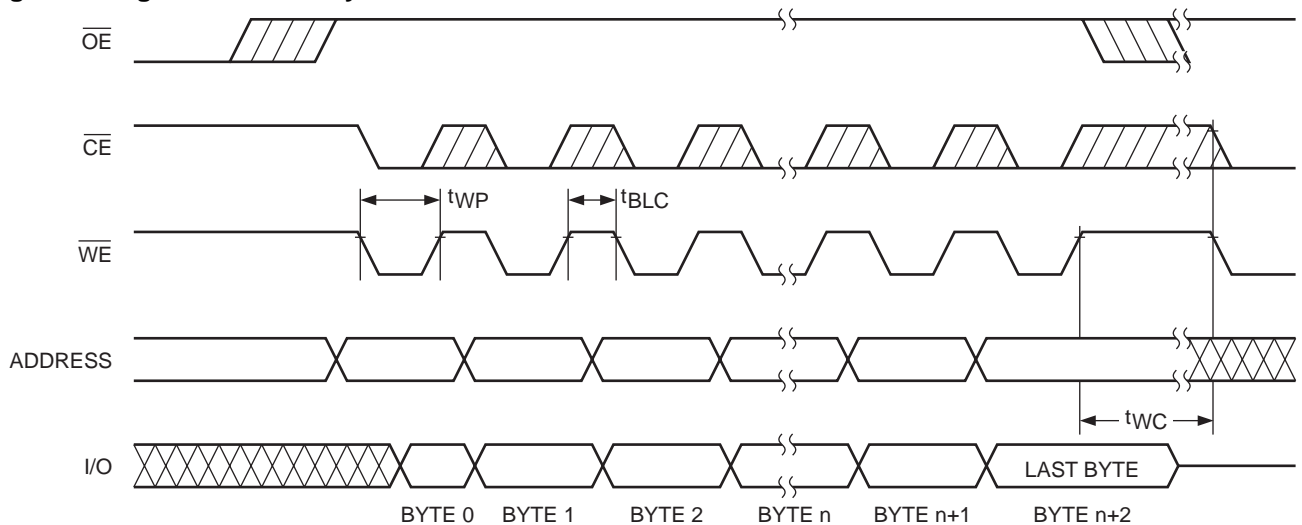 OE
CE
tWP
tBLC
WE
ADDRESS
tWC
I/O
LAST BYTE
BYTE 0 BYTE 1 BYTE 2 BYTE n BYTE n+1 BYTE n+2